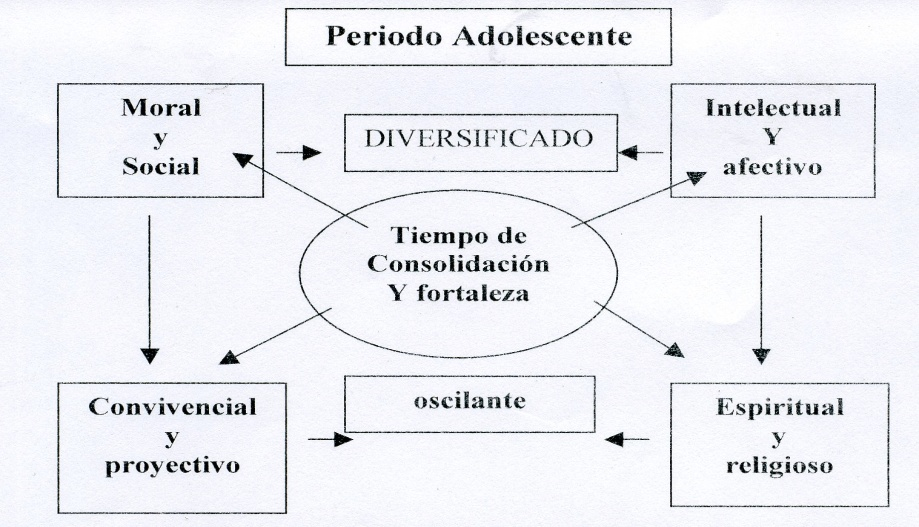 Periodo Adolescente
Moral
y
Social
DIVERSIFICADO
Intelectual
Y
afectivo
Tiempo de
Consolidación
Y fortaleza
Convivencial
y
proyectivo
oscilante
Espiritual
y
religioso